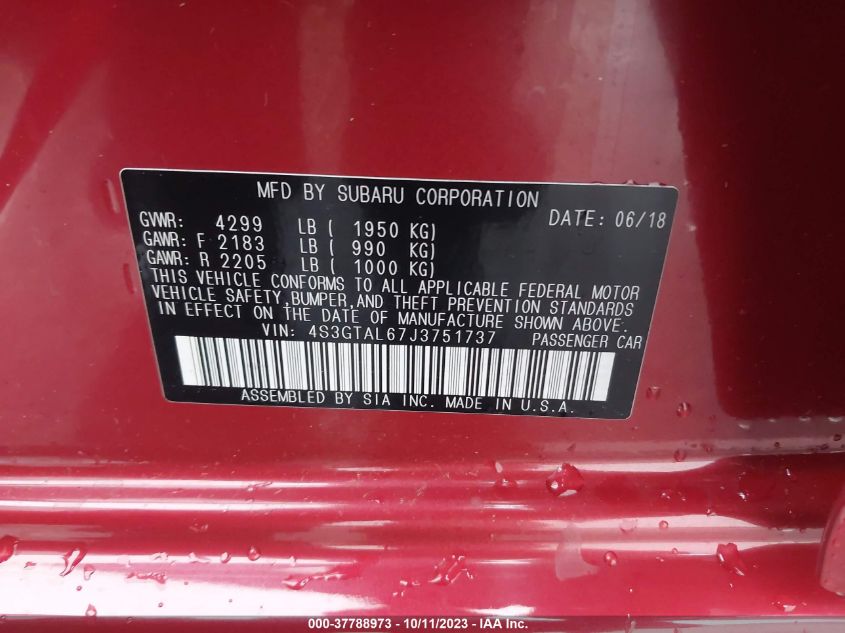 MFD BY SUBARU CORPORATION
GVWR: 4299 LB ( 1950 KG) DATE: 06/18
GAWR: F 2183 LB ( 990 KG)
GAWR: R 2205 LB ( 1000 KG)
THIS VEHICLE CONFORMS TO ALL APPLICABLE FEDERAL MOTOR
VEHICLE SAFETY,BUMPER,AND THEFT PREVENTION STANDARDS
IN EFFECT ON THE DATE OF MANUFACTURE SHOWN ABOVE.
VIN: 4S3GTAL67J3751737 PASSENGER CAR
ASSEMBLED BY SIA INC. MADE IN U.S.A.
000-37788973 - 10/11/2023 - IAA Inc.